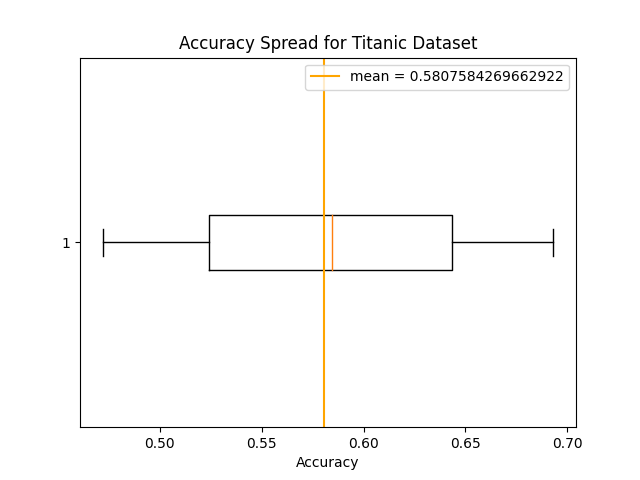 Accuracy Spread for Titanic Dataset
mean = 0.5807584269662922
1
0.50 0.55 0.60 0.65 0.70
Accuracy